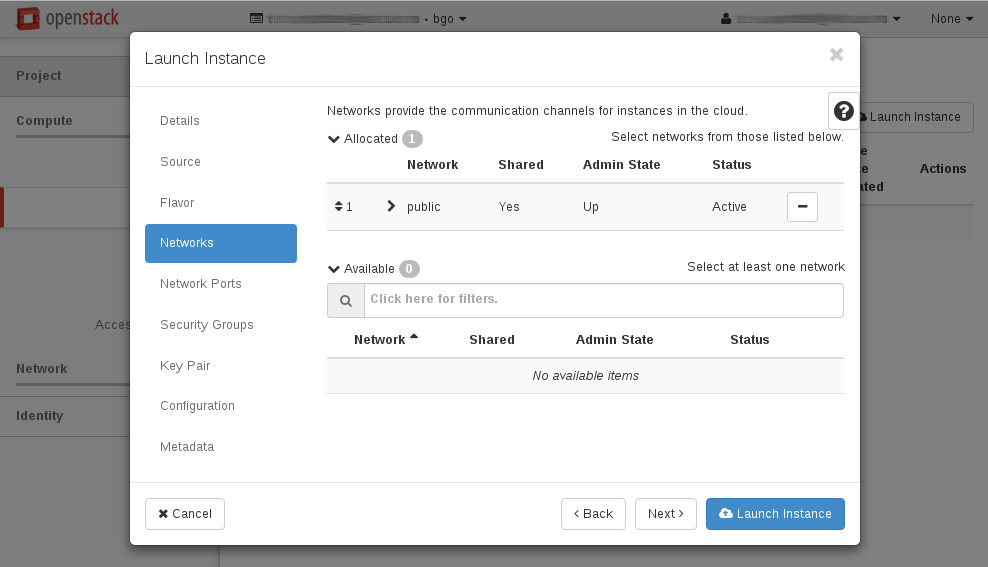 openstack
• bgo
None
Launch Instance
Project
Compute
Network
Identity
Launch Instance
Actions
Details
Source
Flavor
Networks
Network Ports
Security Groups
Key Pair
Configuration
Metadata
Networks provide the communication channels for instances in the cloud.
Allocated 1
Select networks from those listed below.
Network Shared Admin State Status
1 public Yes Up Active
Available 0
Select at least one network
Click here for filters.
Network Shared Admin State Status
No available items
Cancel
< Back
Next >
Launch Instance